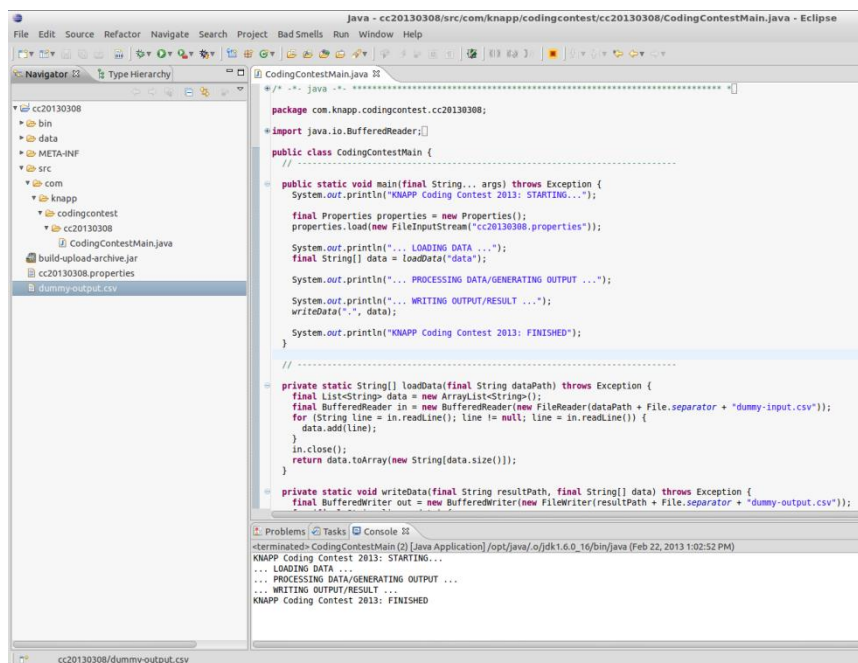 Java - cc20130308/src/com/knapp/codingcontest/cc20130308/CodingContestMain.java - Eclipse
File Edit Source Refactor Navigate Search Project Bad Smells Run Window Help
Navigator Type Hierarchy
cc20130308
bin
data
META-INF
src
com
knapp
codingcontest
cc20130308
CodingContestMain.java
build-upload-archive.jar
cc20130308.properties
dummy-output.csv
CodingContestMain.java
/* -*- java -*- ************************************************************************** *
package com.knapp.codingcontest.cc20130308;
import java.io.BufferedReader;
public class CodingContestMain {
// ----------------------------------------------------------------------------
public static void main(final String... args) throws Exception {
System.out.println("KNAPP Coding Contest 2013: STARTING...");
final Properties properties = new Properties();
properties.load(new FileInputStream("cc20130308.properties"));
System.out.println("... LOADING DATA ...");
final String[] data = loadData("data");
System.out.println("... PROCESSING DATA/GENERATING OUTPUT ...");
System.out.println("... WRITING OUTPUT/RESULT ...");
writeData(".", data);
System.out.println("KNAPP Coding Contest 2013: FINISHED");
}
// ----------------------------------------------------------------------------
private static String[] loadData(final String dataPath) throws Exception {
final List<String> data = new ArrayList<String>();
final BufferedReader in = new BufferedReader(new FileReader(dataPath + File.separator + "dummy-input.csv"));
for (String line = in.readLine(); line != null; line = in.readLine()) {
data.add(line);
}
in.close();
return data.toArray(new String[data.size()]);
}
private static void writeData(final String resultPath, final String[] data) throws Exception {
final BufferedWriter out = new BufferedWriter(new FileWriter(resultPath + File.separator + "dummy-output.csv"));
Problems Tasks Console
<terminated> CodingContestMain (2) [Java Application] /opt/java/.o/jdk1.6.0_16/bin/java (Feb 22, 2013 1:02:52 PM)
KNAPP Coding Contest 2013: STARTING...
... LOADING DATA ...
... PROCESSING DATA/GENERATING OUTPUT ...
... WRITING OUTPUT/RESULT ...
KNAPP Coding Contest 2013: FINISHED
cc20130308/dummy-output.csv